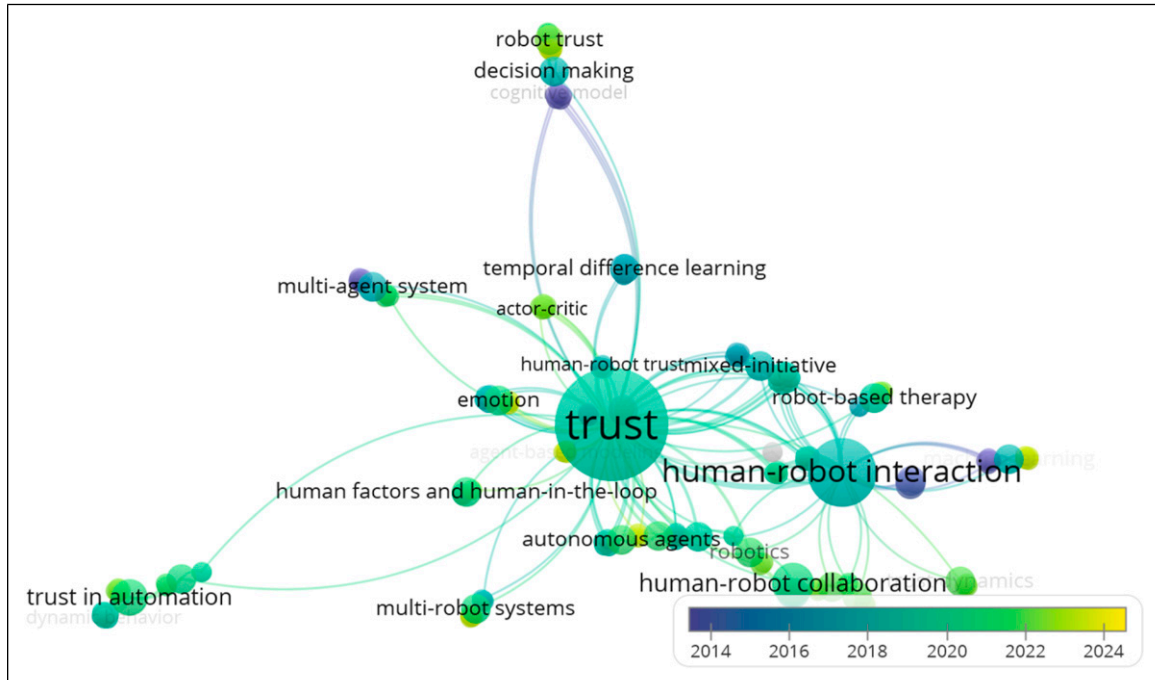 robot trust
decision making
cognitive model
temporal difference learning
multi-agent system
actor-critic
human-robot trust
mixed-initiative
emotion
robot-based therapy
trust
human-robot interaction
human factors and human-in-the-loop
autonomous agents
robotics
human-robot collaboration
trust in automation
dynamic behavior
multi-robot systems
2014 2016 2018 2020 2022 2024